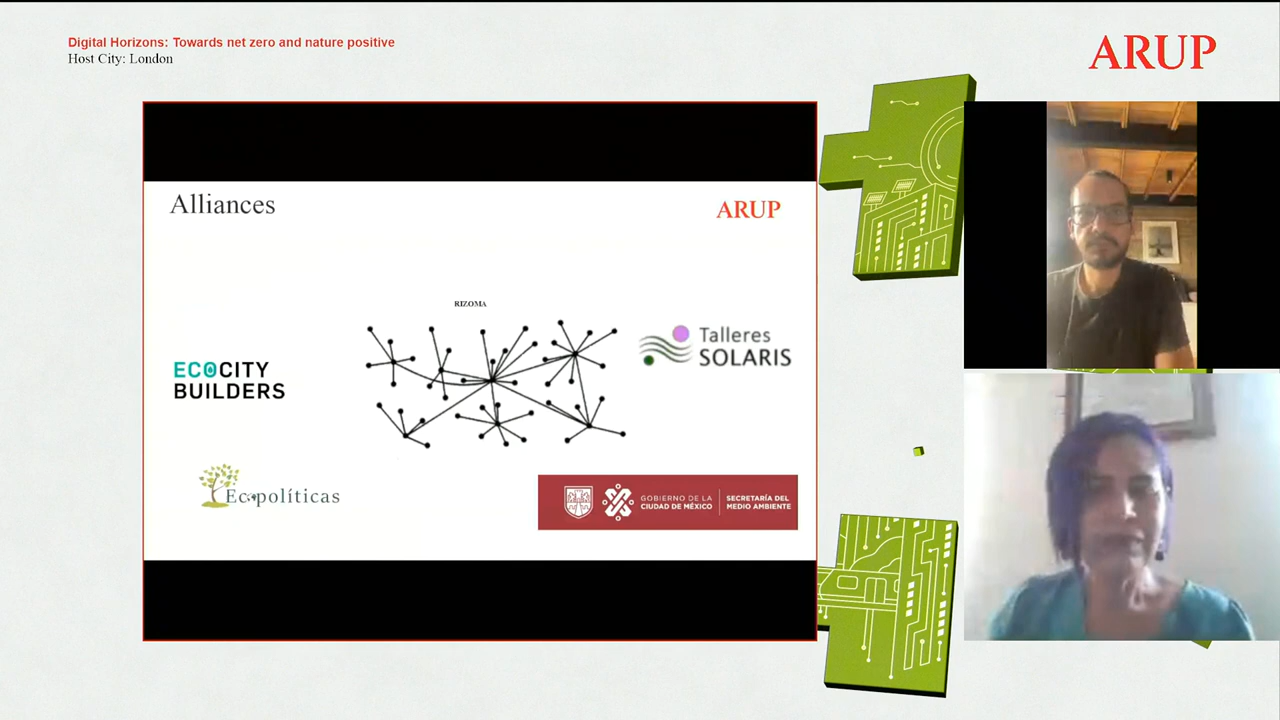 Digital Horizons: Towards net zero and nature positive
Host City: London
ARUP
Alliances
ARUP
RIZOMA
Talleres
SOLARIS
ECOCITY
BUILDERS
Ecopolíticas
GOBIERNO DE LA
CIUDAD DE MÉXICO
SECRETARÍA DEL
MEDIO AMBIENTE